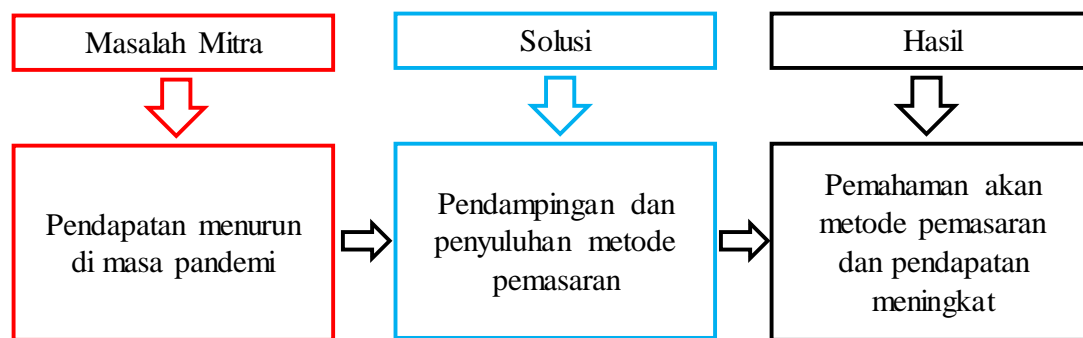 Masalah Mitra
Solusi
Hasil
Pendapatan menurun
di masa pandemi
Pendampingan dan
penyuluhan metode
pemasaran
Pemahaman akan
metode pemasaran
dan pendapatan
meningkat